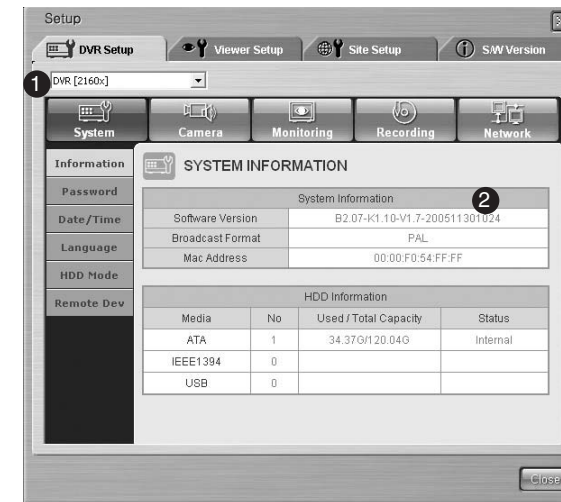 Setup
DVR Setup Viewer Setup Site Setup S/W Version
1 DVR [2160x]
System Camera Monitoring Recording Network
Information
Password
Date/Time
Language
HDD Mode
Remote Dev
SYSTEM INFORMATION
System Information 2
Software Version B2.07-K1.10-V1.7-200511301024
Broadcast Format PAL
Mac Address 00:00:F0:54:FF:FF
HDD Information
Media No Used / Total Capacity Status
ATA 1 34.37G/120.04G Internal
IEEE1394 0
USB 0
Close